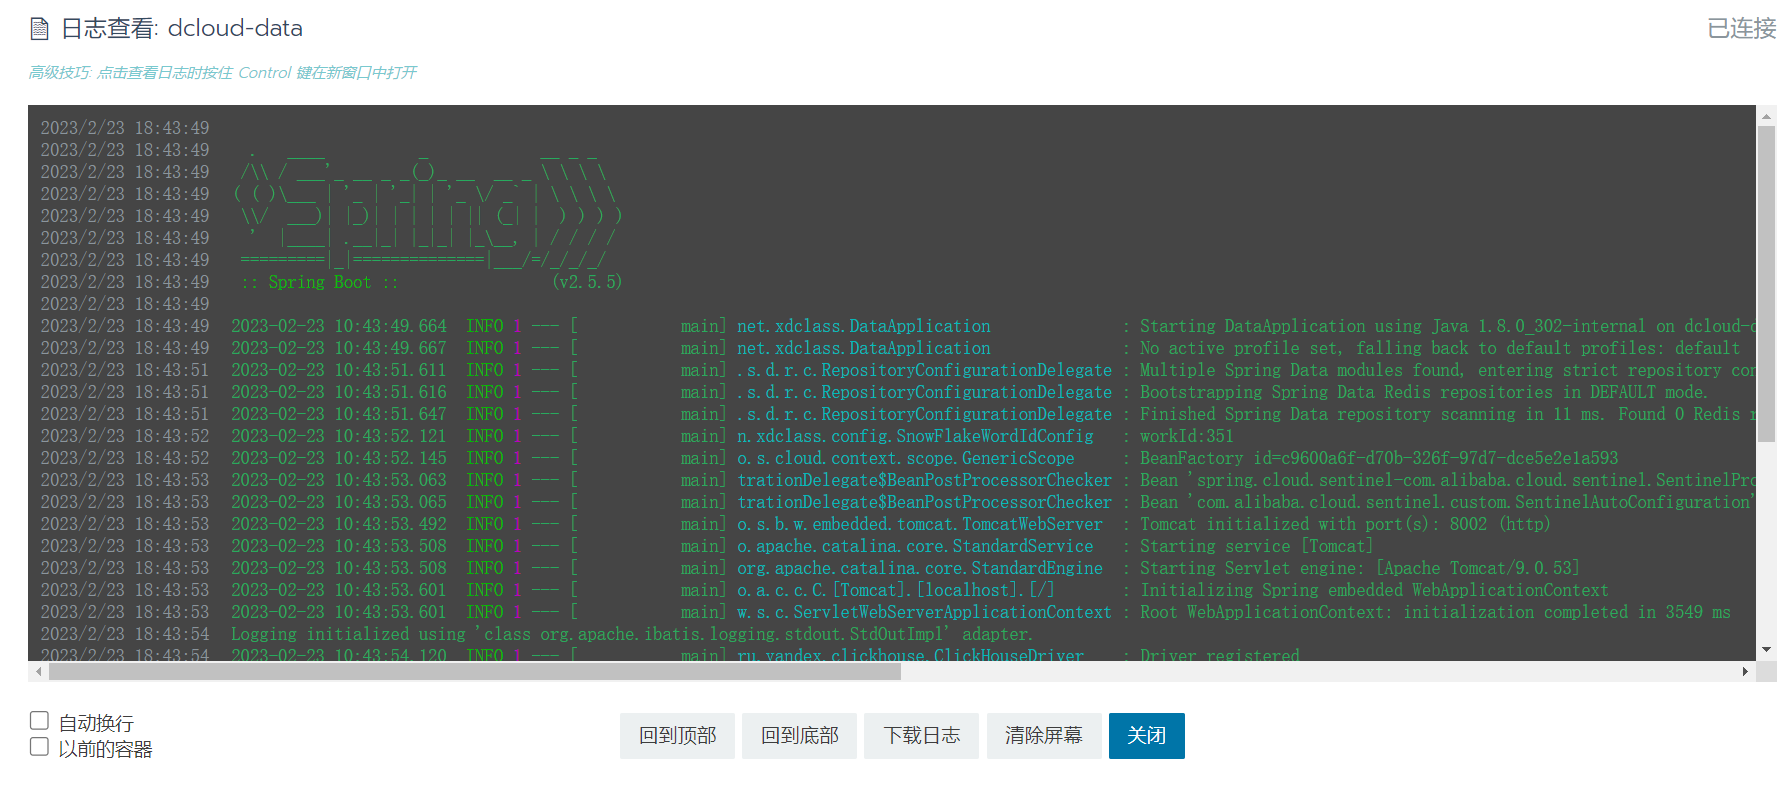 日志查看: dcloud-data
已连接
高级技巧: 点击查看日志时按住 Control 键在新窗口中打开
2023/2/23 18:43:49
2023/2/23 18:43:49   .   ____          _            __ _ _
2023/2/23 18:43:49  /\\ / ___'_ __ _ _(_)_ __  __ _ \ \ \ \
2023/2/23 18:43:49 ( ( )\___ | '_ | '_| | '_ \/ _` | \ \ \ \
2023/2/23 18:43:49  \\/  ___)| |_)| | | | | || (_| |  ) ) ) )
2023/2/23 18:43:49   '  |____| .__|_| |_|_| |_\__, | / / / /
2023/2/23 18:43:49  =========|_|==============|___/=/_/_/_/
2023/2/23 18:43:49  :: Spring Boot ::                (v2.5.5)
2023/2/23 18:43:49
2023/2/23 18:43:49 2023-02-23 10:43:49.664  INFO 1 --- [           main] net.xdclass.DataApplication              : Starting DataApplication using Java 1.8.0_302-internal on dcloud-
2023/2/23 18:43:49 2023-02-23 10:43:49.667  INFO 1 --- [           main] net.xdclass.DataApplication              : No active profile set, falling back to default profiles: default
2023/2/23 18:43:51 2023-02-23 10:43:51.611  INFO 1 --- [           main] .s.d.r.c.RepositoryConfigurationDelegate : Multiple Spring Data modules found, entering strict repository con
2023/2/23 18:43:51 2023-02-23 10:43:51.616  INFO 1 --- [           main] .s.d.r.c.RepositoryConfigurationDelegate : Bootstrapping Spring Data Redis repositories in DEFAULT mode.
2023/2/23 18:43:51 2023-02-23 10:43:51.647  INFO 1 --- [           main] .s.d.r.c.RepositoryConfigurationDelegate : Finished Spring Data repository scanning in 11 ms. Found 0 Redis r
2023/2/23 18:43:52 2023-02-23 10:43:52.121  INFO 1 --- [           main] n.xdclass.config.SnowFlakeWordIdConfig   : workId:351
2023/2/23 18:43:52 2023-02-23 10:43:52.145  INFO 1 --- [           main] o.s.cloud.context.scope.GenericScope     : BeanFactory id=c9600a6f-d70b-326f-97d7-dce5e2e1a593
2023/2/23 18:43:53 2023-02-23 10:43:53.063  INFO 1 --- [           main] trationDelegate$BeanPostProcessorChecker : Bean 'spring.cloud.sentinel-com.alibaba.cloud.sentinel.SentinelPro
2023/2/23 18:43:53 2023-02-23 10:43:53.065  INFO 1 --- [           main] trationDelegate$BeanPostProcessorChecker : Bean 'com.alibaba.cloud.sentinel.custom.SentinelAutoConfiguration'
2023/2/23 18:43:53 2023-02-23 10:43:53.492  INFO 1 --- [           main] o.s.b.w.embedded.tomcat.TomcatWebServer  : Tomcat initialized with port(s): 8002 (http)
2023/2/23 18:43:53 2023-02-23 10:43:53.508  INFO 1 --- [           main] o.apache.catalina.core.StandardService   : Starting service [Tomcat]
2023/2/23 18:43:53 2023-02-23 10:43:53.508  INFO 1 --- [           main] org.apache.catalina.core.StandardEngine  : Starting Servlet engine: [Apache Tomcat/9.0.53]
2023/2/23 18:43:53 2023-02-23 10:43:53.601  INFO 1 --- [           main] o.a.c.c.C.[Tomcat].[localhost].[/]       : Initializing Spring embedded WebApplicationContext
2023/2/23 18:43:53 2023-02-23 10:43:53.601  INFO 1 --- [           main] w.s.c.ServletWebServerApplicationContext : Root WebApplicationContext: initialization completed in 3549 ms
2023/2/23 18:43:54 Logging initialized using 'class org.apache.ibatis.logging.stdout.StdOutImpl' adapter.
2023/2/23 18:43:54 2023-02-23 10:43:54.120  INFO 1 --- [           main] ru.yandex.clickhouse.ClickHouseDriver    : Driver registered
自动换行
以前的容器
回到顶部 回到底部 下载日志 清除屏幕 关闭